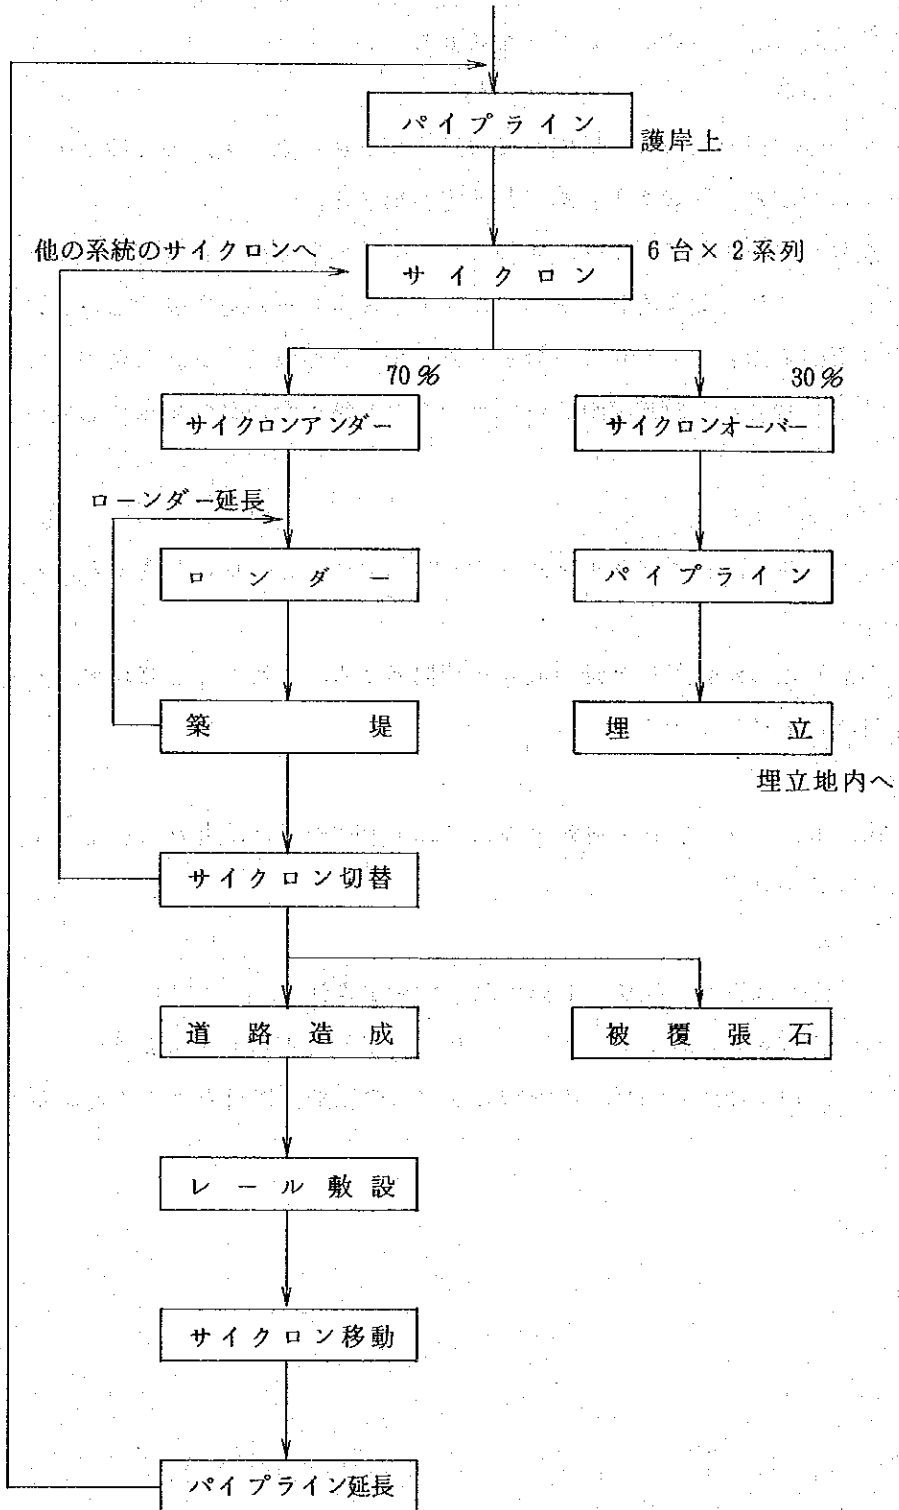 パイプライン
護岸上
他の系統のサイクロンへ
サイクロン
6台×2系列
70%
30%
サイクロンアンダー
サイクロンオーバー
ローンダー延長
ロンダー
パイプライン
築堤
埋立
埋立地内へ
サイクロン切替
道路造成
被覆張石
レール敷設
サイクロン移動
パイプライン延長